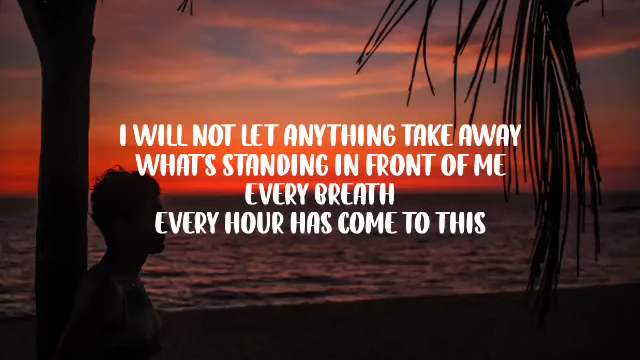 I WILL NOT LET ANYTHING TAKE AWAY
WHAT'S STANDING IN FRONT OF ME
EVERY BREATH
EVERY HOUR HAS COME TO THIS